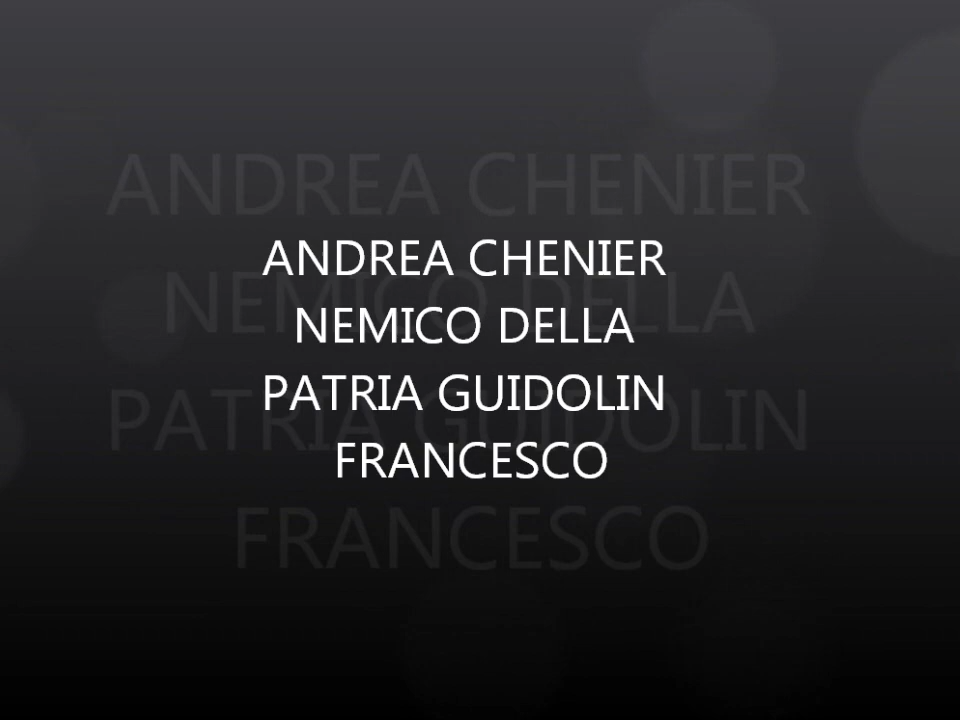 ANDREA CHENIER
NEMICO DELLA
PATRIA GUIDOLIN
FRANCESCO